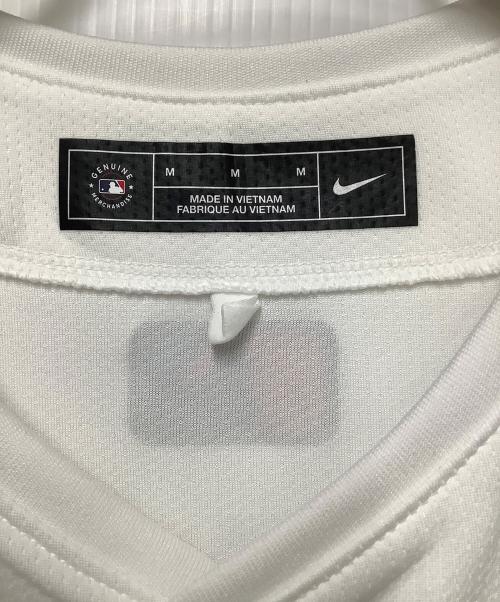 GENUINE
MERCHANDISE
M M M
MADE IN VIETNAM
FABRIQUE AU VIETNAM